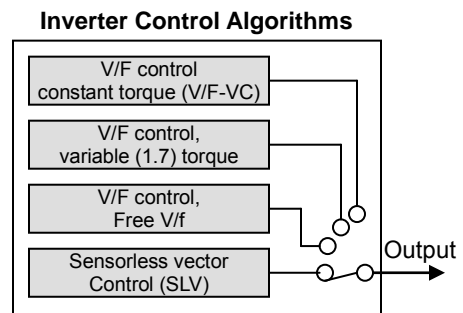 Inverter Control Algorithms
V/F control
constant torque (V/F-VC)
V/F control,
variable (1.7) torque
V/F control,
Free V/f
Sensorless vector
Control (SLV)
Output